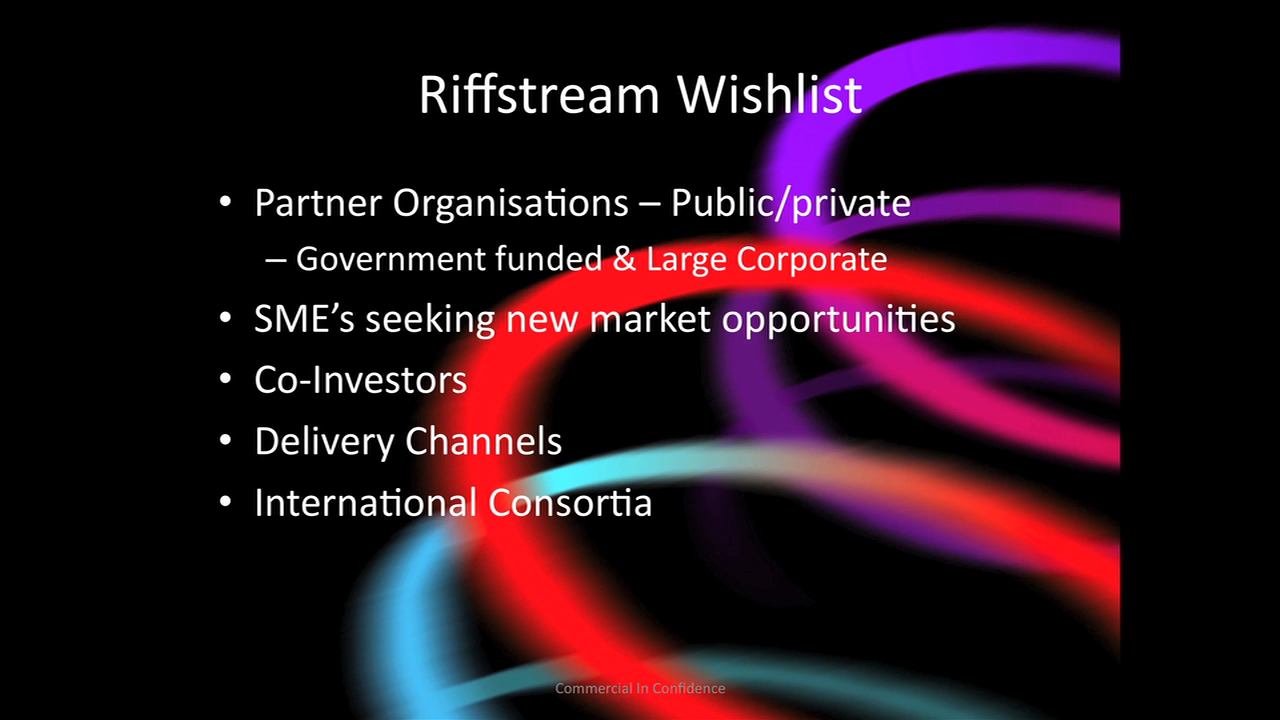 Riffstream Wishlist
• Partner Organisations – Public/private
– Government funded & Large Corporate
• SME’s seeking new market opportunities
• Co-Investors
• Delivery Channels
• International Consortia
Commercial In Confidence